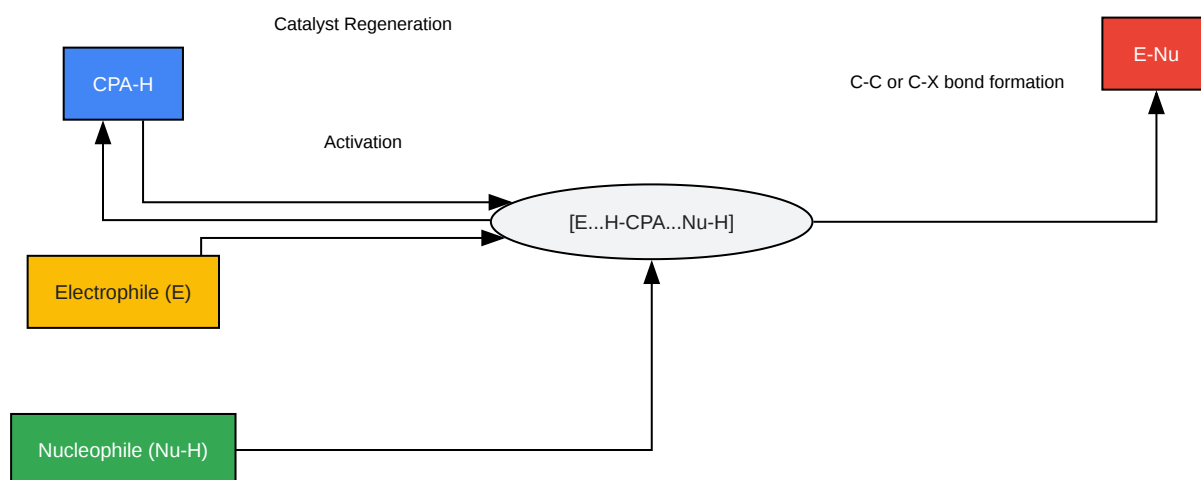 Catalyst Regeneration
E-Nu
CPA-H
C-C or C-X bond formation
Activation
[E...H-CPA...Nu-H]
Electrophile (E)
Nucleophile (Nu-H)